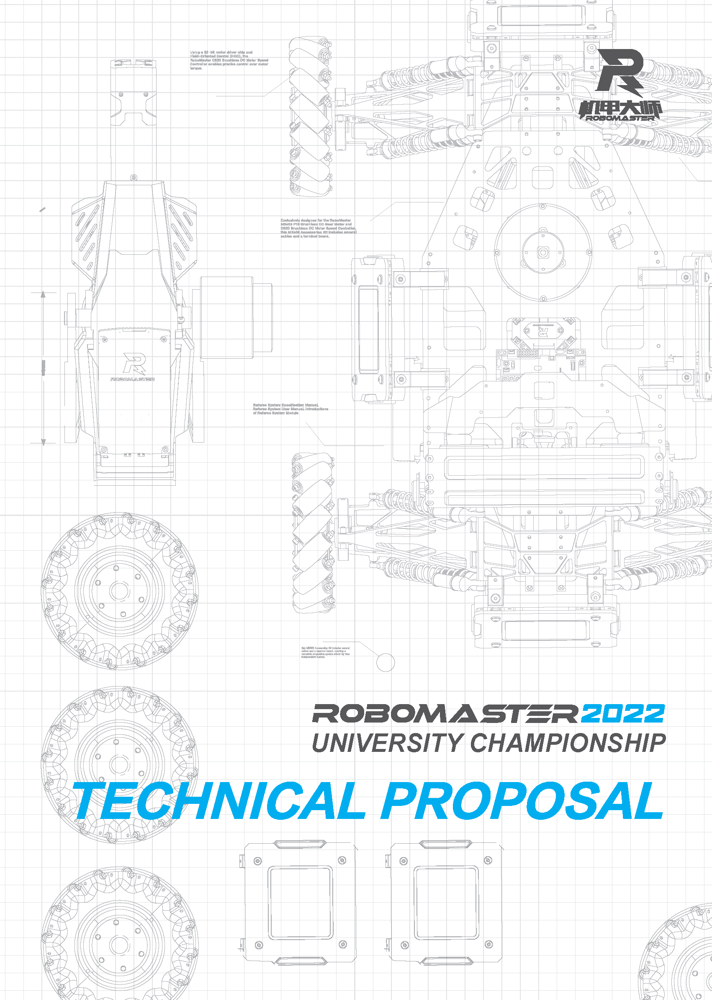 Using a 32-bit motor driver chip and
Field-Oriented Control (FOC), the
RoboMaster C620 Brushless DC Motor Speed
Controller enables precise control over motor
torque.
机甲大师
ROBOMASTER
Exclusively designed for the RoboMaster
M3508 P19 Brushless DC Gear Motor and
C620 Brushless DC Motor Speed Controller,
this M3508 Accessories Kit includes several
cables and a terminal board.
ROBOMASTER
Referee System Specification Manual,
Referee System User Manual, Introductions
of Referee System Module
this M3508 Accessories Kit includes several
cables and a terminal board, creating a
complete propulsion system driven by four
independent motors.
ROBOMASTER 2022
UNIVERSITY CHAMPIONSHIP
TECHNICAL PROPOSAL